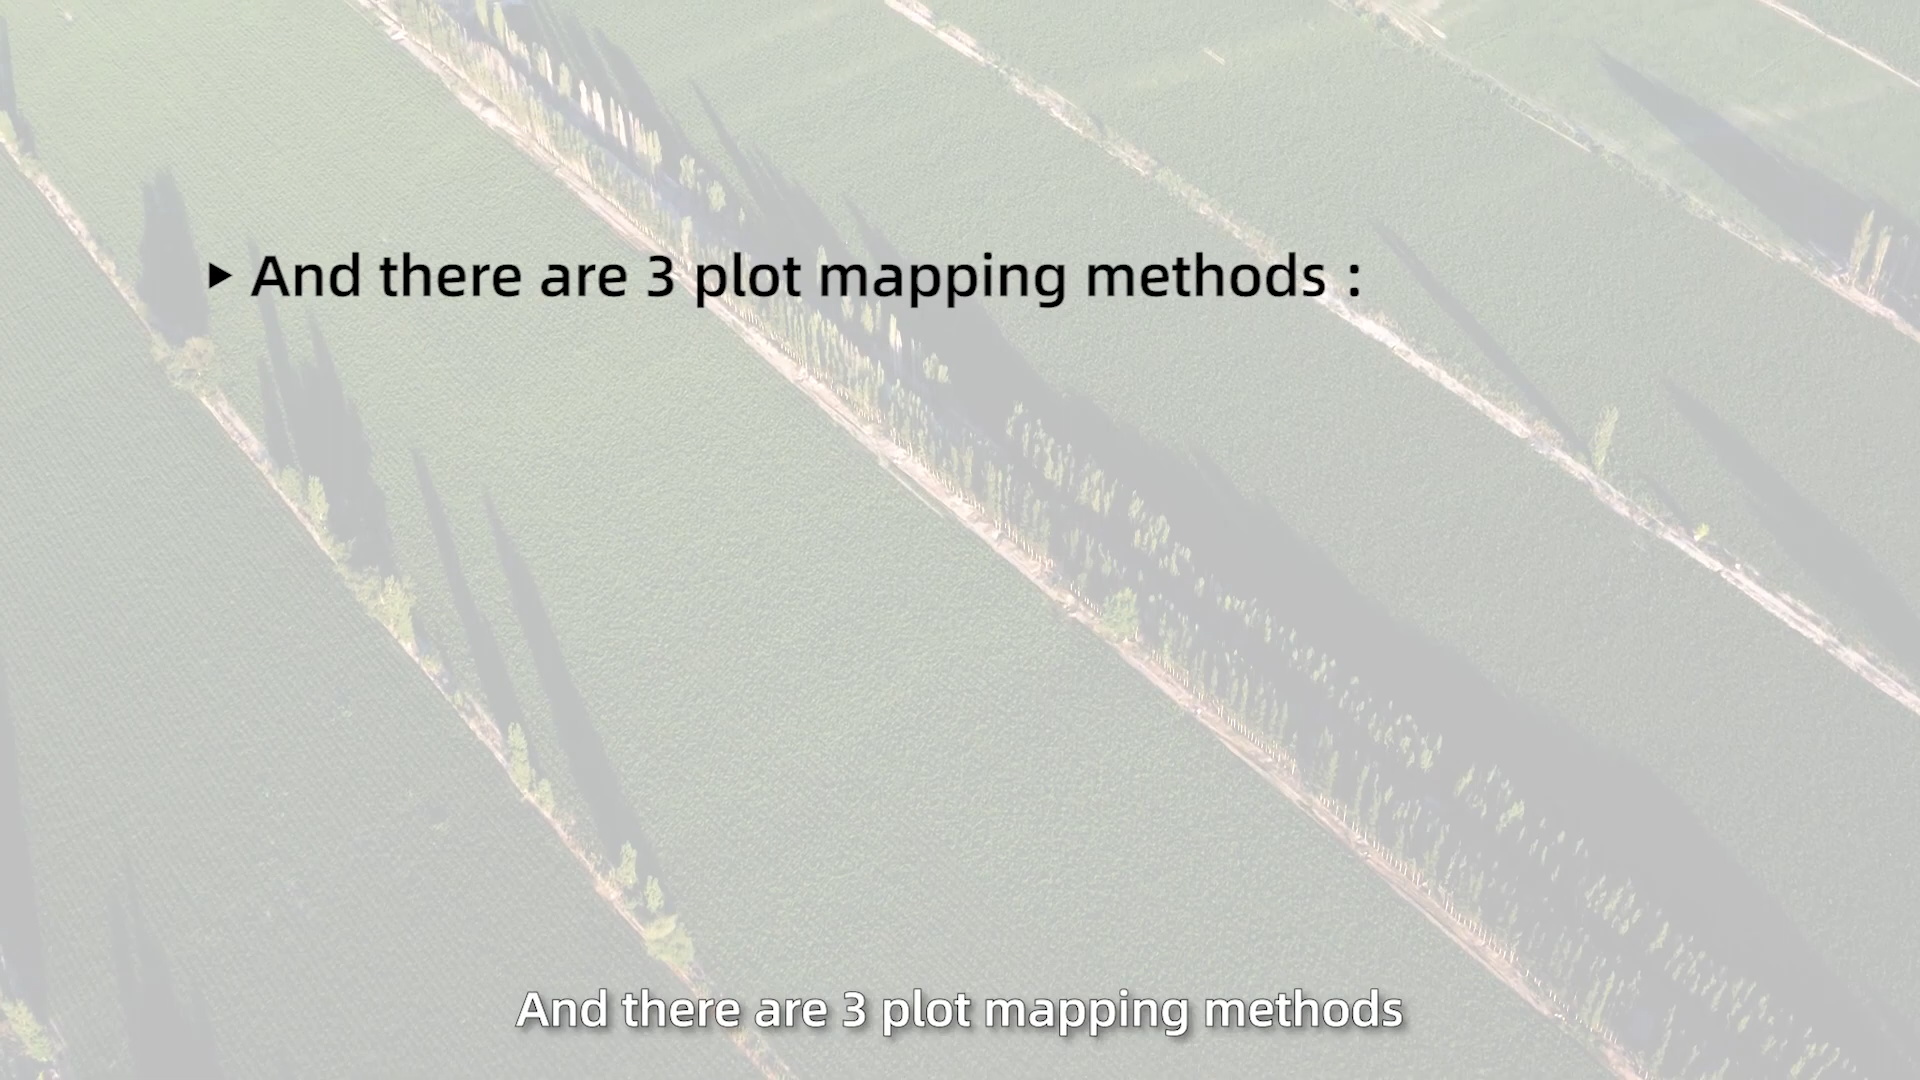 ▶ And there are 3 plot mapping methods :
And there are 3 plot mapping methods